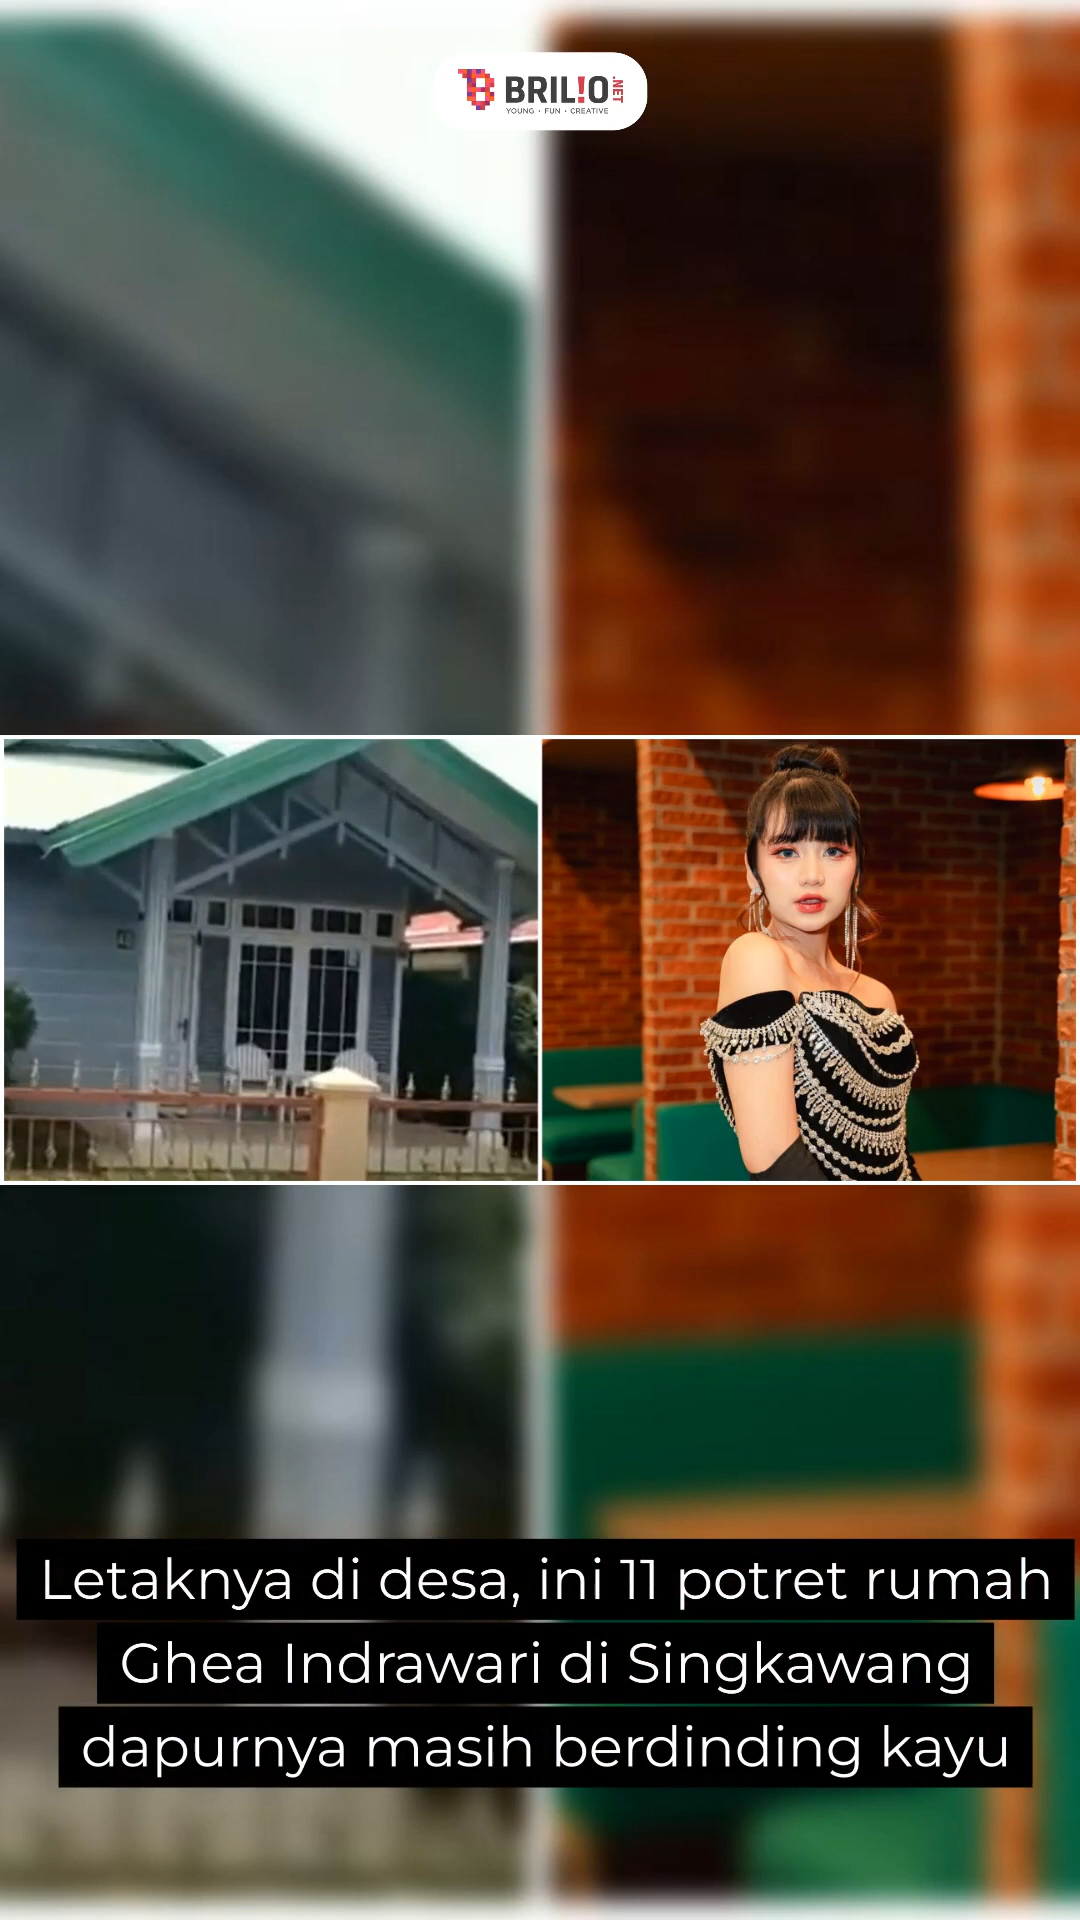 BRIL!O.NET
YOUNG • FUN • CREATIVE
Letaknya di desa, ini 11 potret rumah
Ghea Indrawari di Singkawang
dapurnya masih berdinding kayu